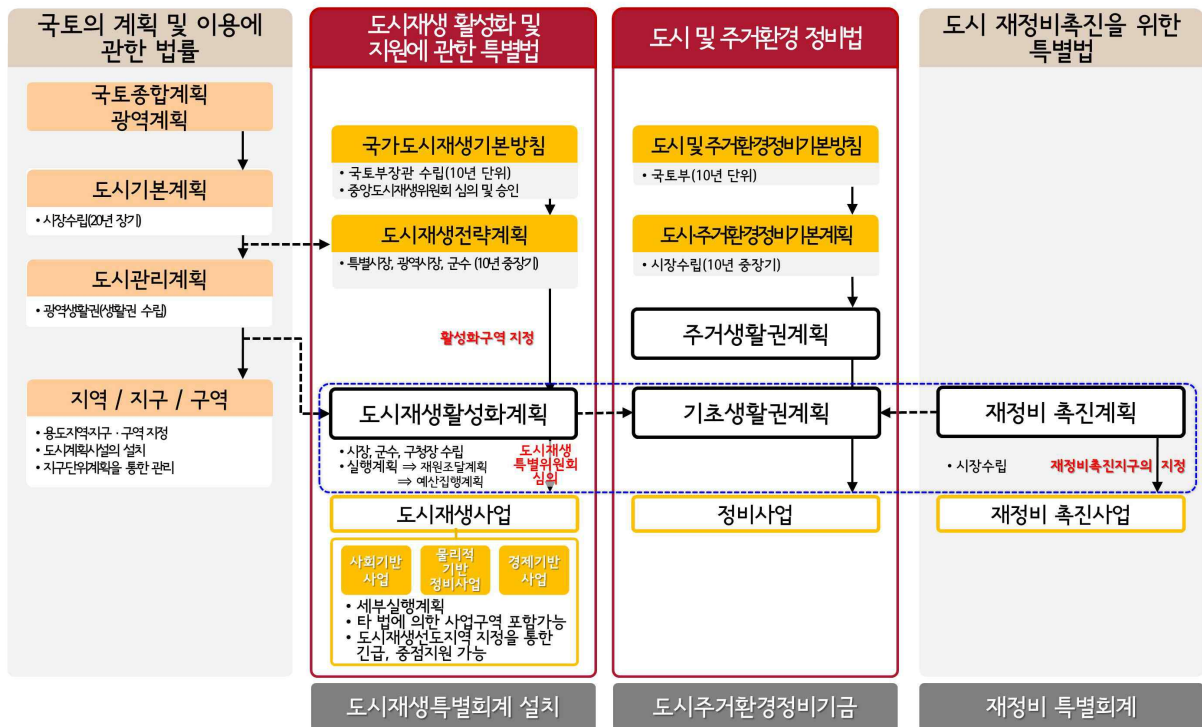 국토의 계획 및 이용에
관한 법률
국토종합계획
광역계획
도시기본계획
• 시장수립(20년 장기)
도시관리계획
• 광역생활권(생활권 수립)
지역 / 지구 / 구역
• 용도지역지구 · 구역 지정
• 도시계획시설의 설치
• 지구단위계획을 통한 관리
도시재생 활성화 및
지원에 관한 특별법
국가도시재생기본방침
• 국토부장관 수립(10년 단위)
• 중앙도시재생위원회 심의 및 승인
도시재생전략계획
• 특별시장, 광역시장, 군수 (10년 중장기)
활성화구역 지정
도시재생활성화계획
• 시장, 군수, 구청장 수립
• 실행계획 ⇒ 재원조달계획
⇒ 예산집행계획
도시재생
특별위원회
심의
도시재생사업
사회기반
사업
물리적
기반
정비사업
경제기반
사업
• 세부실행계획
• 타 법에 의한 사업구역 포함가능
• 도시재생선도지역 지정을 통한
긴급, 중점지원 가능
도시재생특별회계 설치
도시 및 주거환경 정비법
도시 및 주거환경정비기본방침
• 국토부(10년 단위)
도시·주거환경정비기본계획
• 시장수립(10년 중장기)
주거생활권계획
기초생활권계획
정비사업
도시주거환경정비기금
도시 재정비촉진을 위한
특별법
재정비 촉진계획
• 시장수립
재정비촉진지구의 지정
재정비 촉진사업
재정비 특별회계